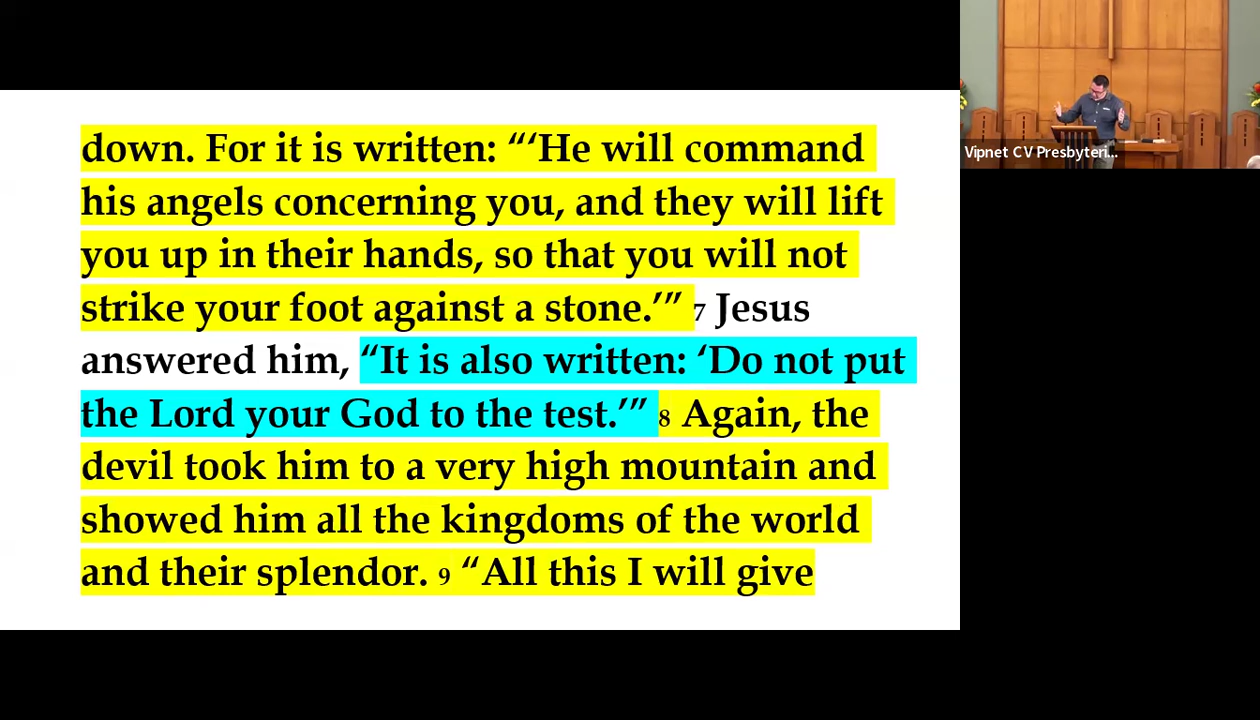 down. For it is written: “‘He will command
his angels concerning you, and they will lift
you up in their hands, so that you will not
strike your foot against a stone.’” 7 Jesus
answered him, “It is also written: ‘Do not put
the Lord your God to the test.’” 8 Again, the
devil took him to a very high mountain and
showed him all the kingdoms of the world
and their splendor. 9 “All this I will give
Vipnet CV Presbyteri...